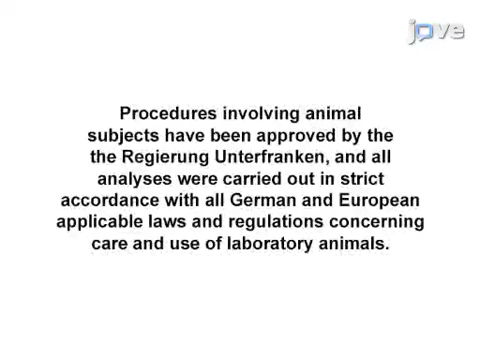 jove
Procedures involving animal
subjects have been approved by the
the Regierung Unterfranken, and all
analyses were carried out in strict
accordance with all German and European
applicable laws and regulations concerning
care and use of laboratory animals.